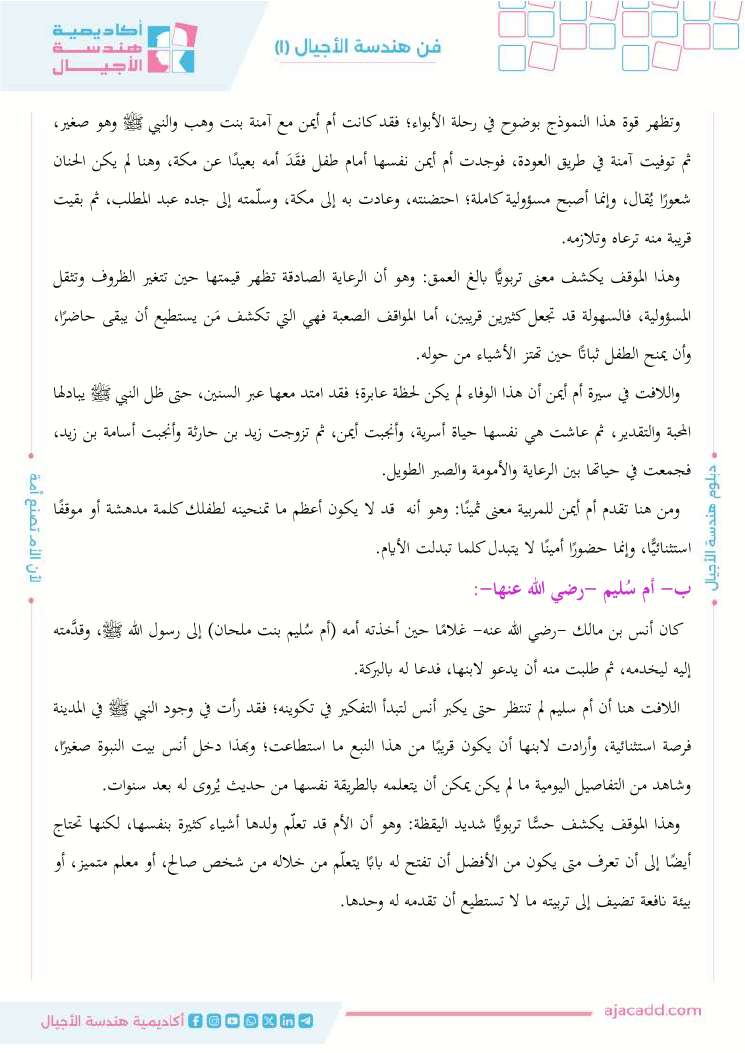 أكاديمية
هندسة
الأجيال
فن هندسة الأجيال (١)
وتظهر قوة هذا النموذج بوضوح في رحلة الأبواء؛ فقد كانت أم أيمن مع آمنة بنت وهب والنبي ﷺ وهو صغير،
ثم توفيت آمنة في طريق العودة، فوجدت أم أيمن نفسها أمام طفل فقَدَ أمه بعيدًا عن مكة، وهنا لم يكن الحنان
شعورًا يُقال، وإنما أصبح مسؤولية كاملة؛ احتضنته، وعادت به إلى مكة، وسلّمته إلى جده عبد المطلب، ثم بقيت
قريبة منه ترعاه وتلازمه.
وهذا الموقف يكشف معنى تربويًّا بالغ العمق: وهو أن الرعاية الصادقة تظهر قيمتها حين تتغير الظروف وتثقل
المسؤولية، فالسهولة قد تجعل كثيرين قريبين، أما المواقف الصعبة فهي التي تكشف مَن يستطيع أن يبقى حاضرًا،
وأن يمنح الطفل ثباتًا حين تهتز الأشياء من حوله.
واللافت في سيرة أم أيمن أن هذا الوفاء لم يكن لحظة عابرة؛ فقد امتد معها عبر السنين، حتى ظل النبي ﷺ يبادلها
المحبة والتقدير، ثم عاشت هي نفسها حياة أسرية، وأنجبت أيمن، ثم تزوجت زيد بن حارثة وأنجبت أسامة بن زيد،
فجمعت في حياتها بين الرعاية والأمومة والصبر الطويل.
ومن هنا تقدم أم أيمن للمربية معنى ثمينًا: وهو أنه قد لا يكون أعظم ما تمنحينه لطفلك كلمة مدهشة أو موقفًا
استثنائيًّا، وإنما حضورًا أمينًا لا يتبدل كلما تبدلت الأيام.
ب- أم سُليم -رضي الله عنها-:
كان أنس بن مالك -رضي الله عنه- غلامًا حين أخذته أمه (أم سُليم بنت ملحان) إلى رسول الله ﷺ، وقدَّمته
إليه ليخدمه، ثم طلبت منه أن يدعو لابنها، فدعا له بالبركة.
اللافت هنا أن أم سليم لم تنتظر حتى يكبر أنس لتبدأ التفكير في تكوينه؛ فقد رأت في وجود النبي ﷺ في المدينة
فرصة استثنائية، وأرادت لابنها أن يكون قريبًا من هذا النبع ما استطاعت؛ وبهذا دخل أنس بيت النبوة صغيرًا،
وشاهد من التفاصيل اليومية ما لم يكن يمكن أن يتعلمه بالطريقة نفسها من حديث يُروى له بعد سنوات.
وهذا الموقف يكشف حسًّا تربويًّا شديد اليقظة: وهو أن الأم قد تعلّم ولدها أشياء كثيرة بنفسها، لكنها تحتاج
أيضًا إلى أن تعرف متى يكون من الأفضل أن تفتح له بابًا يتعلّم من خلاله من شخص صالح، أو معلم متميز، أو
بيئة نافعة تضيف إلى تربيته ما لا تستطيع أن تقدمه له وحدها.
دبلوم هندسة الأجيال
لأن الأم تصنع أمة
أكاديمية هندسة الأجيال
ajacadd.com